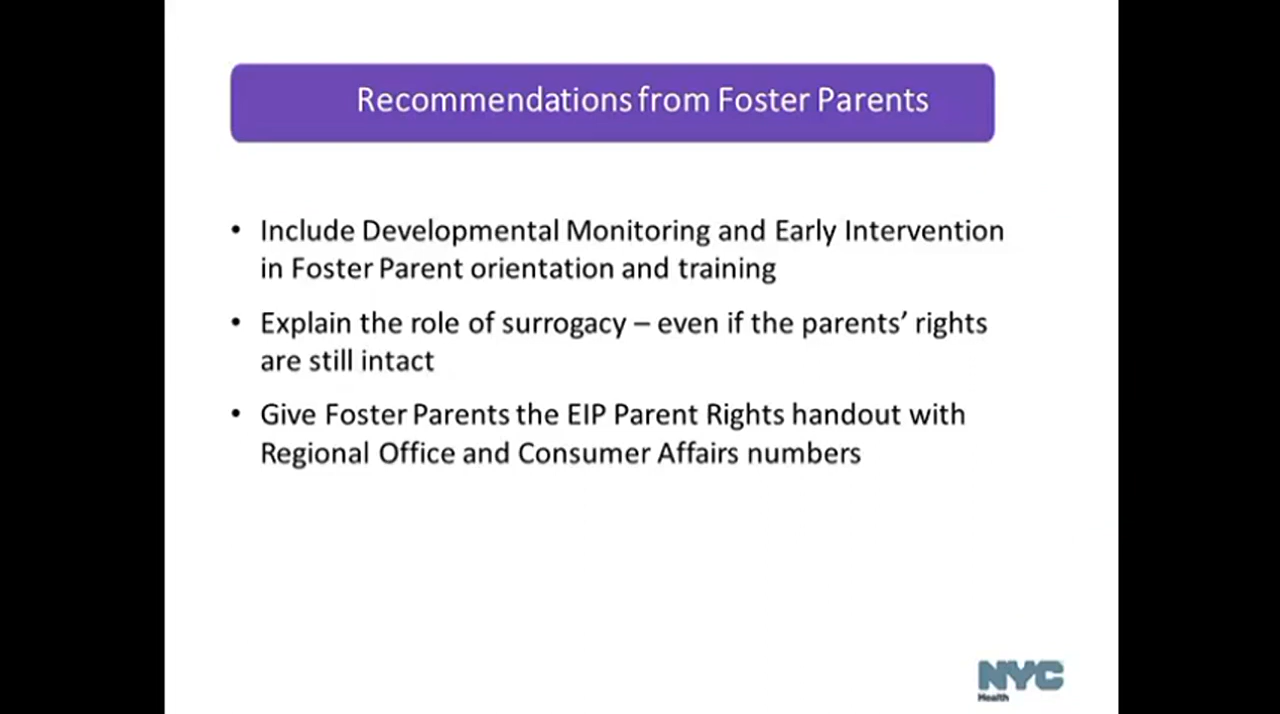 Recommendations from Foster Parents
• Include Developmental Monitoring and Early Intervention
in Foster Parent orientation and training
• Explain the role of surrogacy – even if the parents’ rights
are still intact
• Give Foster Parents the EIP Parent Rights handout with
Regional Office and Consumer Affairs numbers
NYC
Health